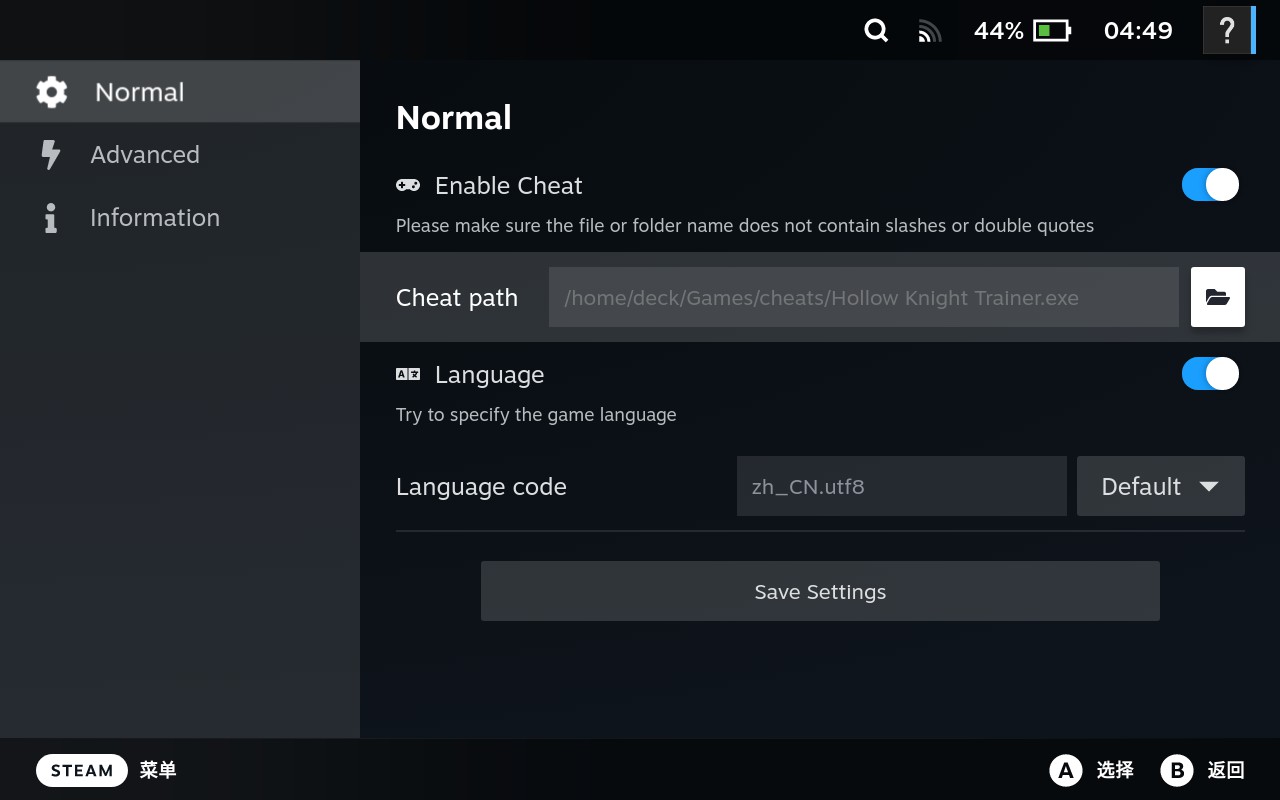 44% 04:49 ?
Normal
Advanced
Information
Normal
Enable Cheat
Please make sure the file or folder name does not contain slashes or double quotes
Cheat path /home/deck/Games/cheats/Hollow Knight Trainer.exe
Language
Try to specify the game language
Language code zh_CN.utf8 Default
Save Settings
STEAM 菜单 A 选择 B 返回